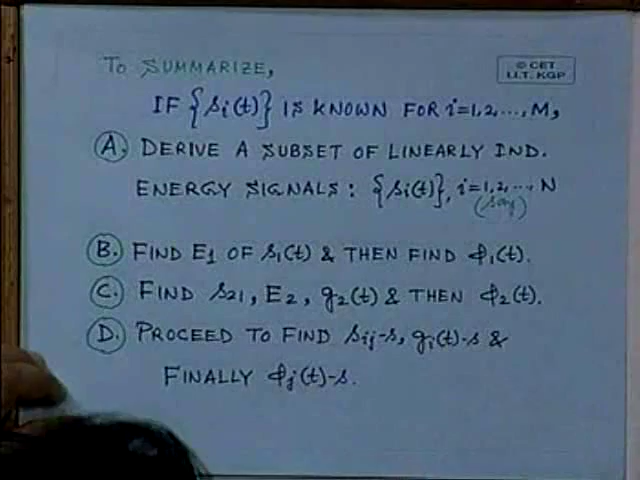 TO SUMMARIZE,
© CET
I.I.T. KGP
IF {si(t)} IS KNOWN FOR i=1,2,..., M,
A. DERIVE A SUBSET OF LINEARLY IND.
ENERGY SIGNALS: {si(t)}, i=1,2,.., N
(say)
B. FIND E1 OF s1(t) & THEN FIND φ1(t).
C. FIND s21, E2, g2(t) & THEN φ2(t).
D. PROCEED TO FIND sij-s, gi(t)-s &
FINALLY φj(t)-s.